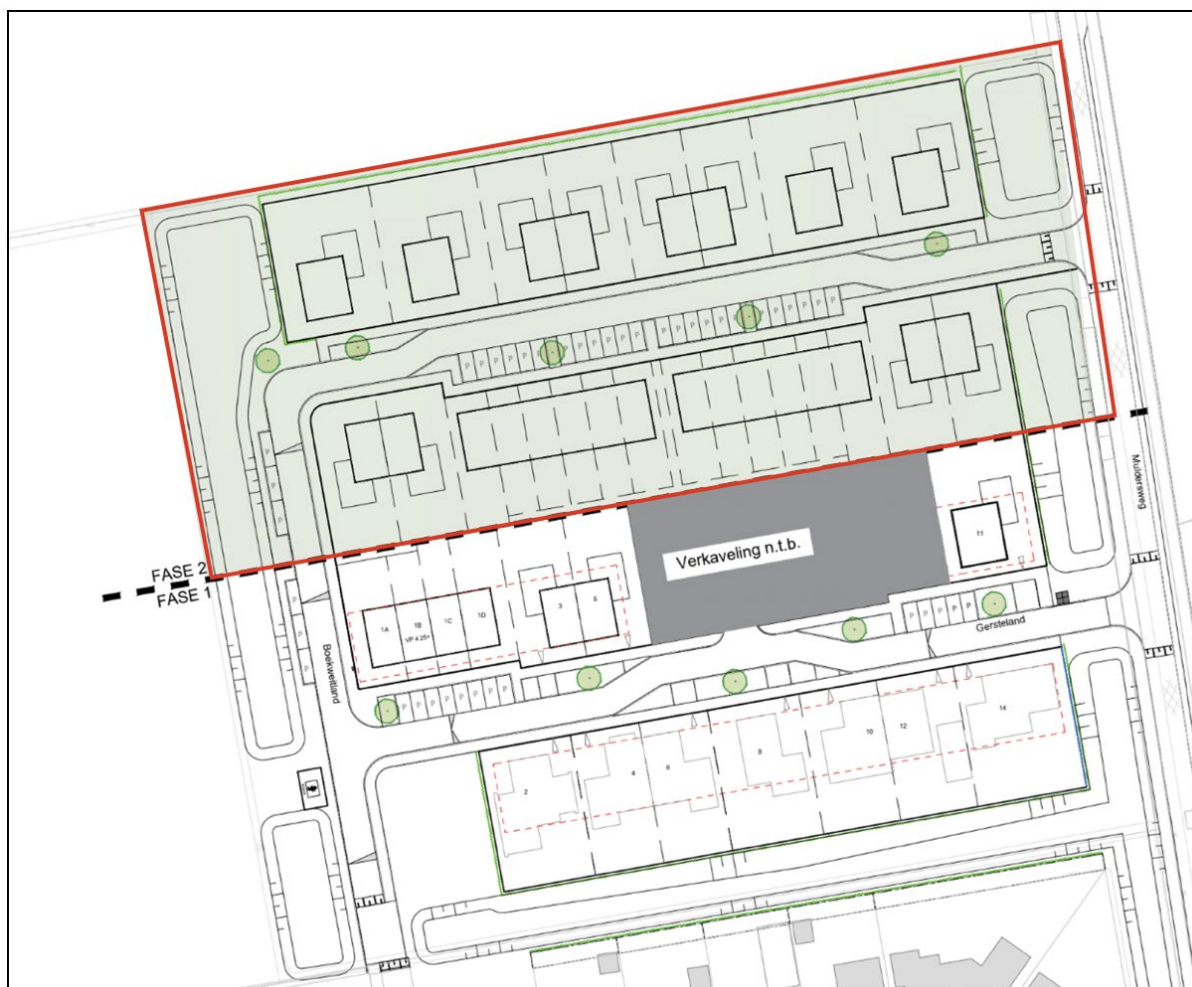 FASE 2
FASE 1
Verkaveling n.t.b.
Muidersweg
Boekweitland
Gersteland
1A
1B
VP 4.25+
1C
1D
3
5
11
2
4
6
8
10
12
14
P P P P P P P P P P P P P P P P P
P P P P P